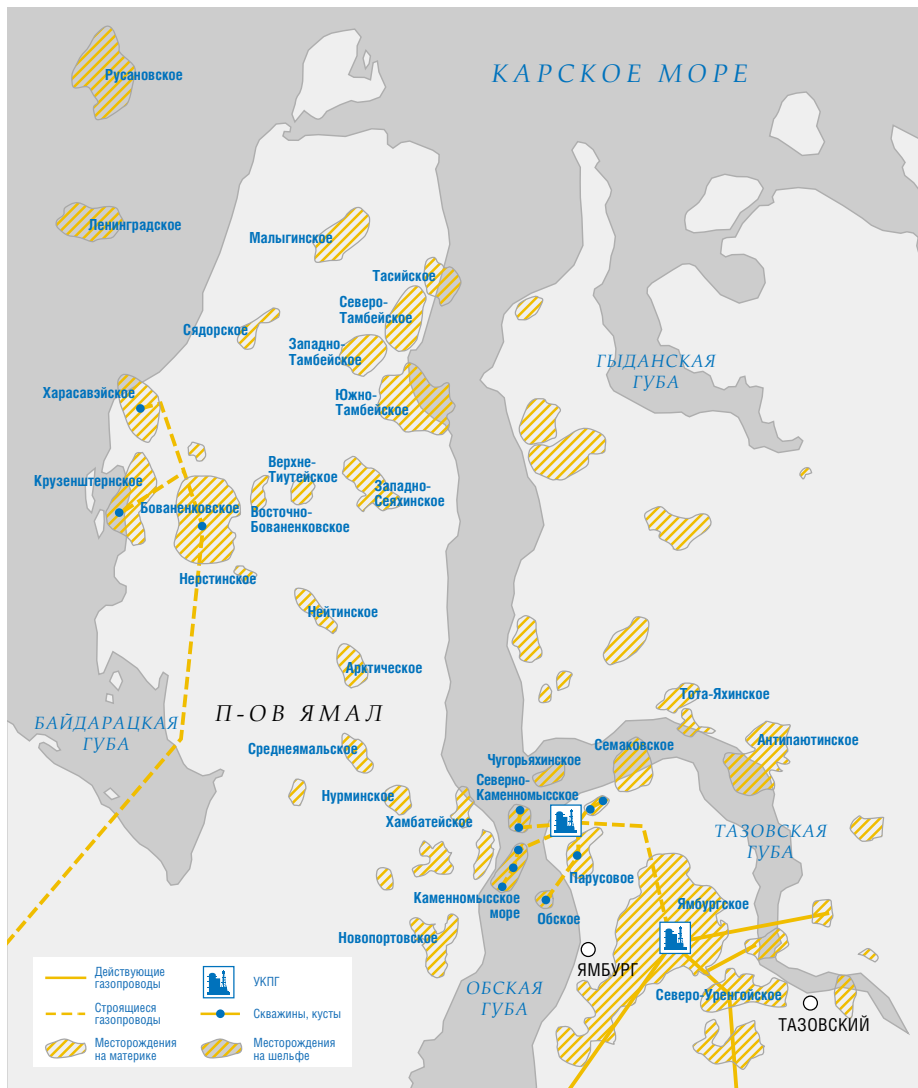 Русановское
КАРСКОЕ МОРЕ
Ленинградское
Малыгинское
Тасийское
Северо-
Тамбейское
Сядорское
Западно-
Тамбейское
ГЫДАНСКАЯ
ГУБА
Харасавэйское
Южно-
Тамбейское
Крузенштернское
Верхне-
Тиутейское
Западно-
Сеяхинское
Бованенковское
Восточно-
Бованенковское
Нерстинское
Нейтинское
Арктическое
Тота-Яхинское
П-ОВ ЯМАЛ
БАЙДАРАЦКАЯ
ГУБА
Среднеямальское
Чугорьяхинское
Семаковское
Антипаютинское
Северно-
Каменномысское
Нурминское
Хамбатейское
ТАЗОВСКАЯ
ГУБА
Парусовое
Каменномысское
море
Обское
Ямбургское
Новопортовское
ЯМБУРГ
ОБСКАЯ
ГУБА
Северо-Уренгойское
ТАЗОВСКИЙ
Действующие
газопроводы
УКПГ
Строящиеся
газопроводы
Скважины, кусты
Месторождения
на материке
Месторождения
на шельфе